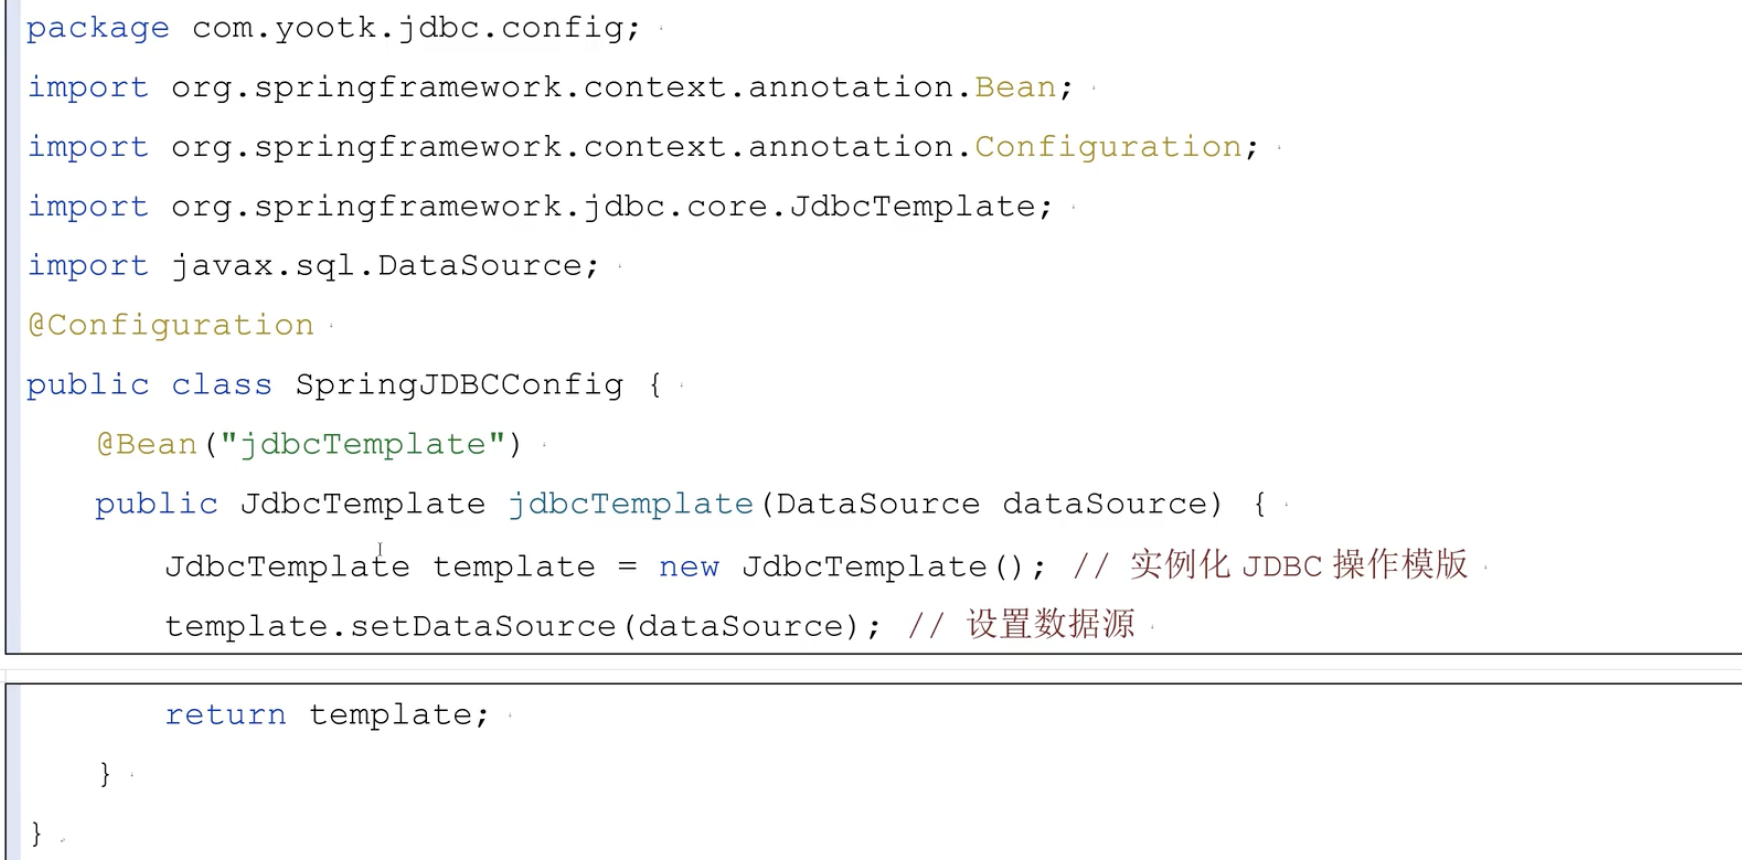 package com.yootk.jdbc.config;
import org.springframework.context.annotation.Bean;
import org.springframework.context.annotation.Configuration;
import org.springframework.jdbc.core.JdbcTemplate;
import javax.sql.DataSource;
@Configuration
public class SpringJDBCConfig {
    @Bean("jdbcTemplate")
    public JdbcTemplate jdbcTemplate(DataSource dataSource) {
        JdbcTemplate template = new JdbcTemplate(); // 实例化 JDBC 操作模版
        template.setDataSource(dataSource); // 设置数据源
        return template;
    }
}